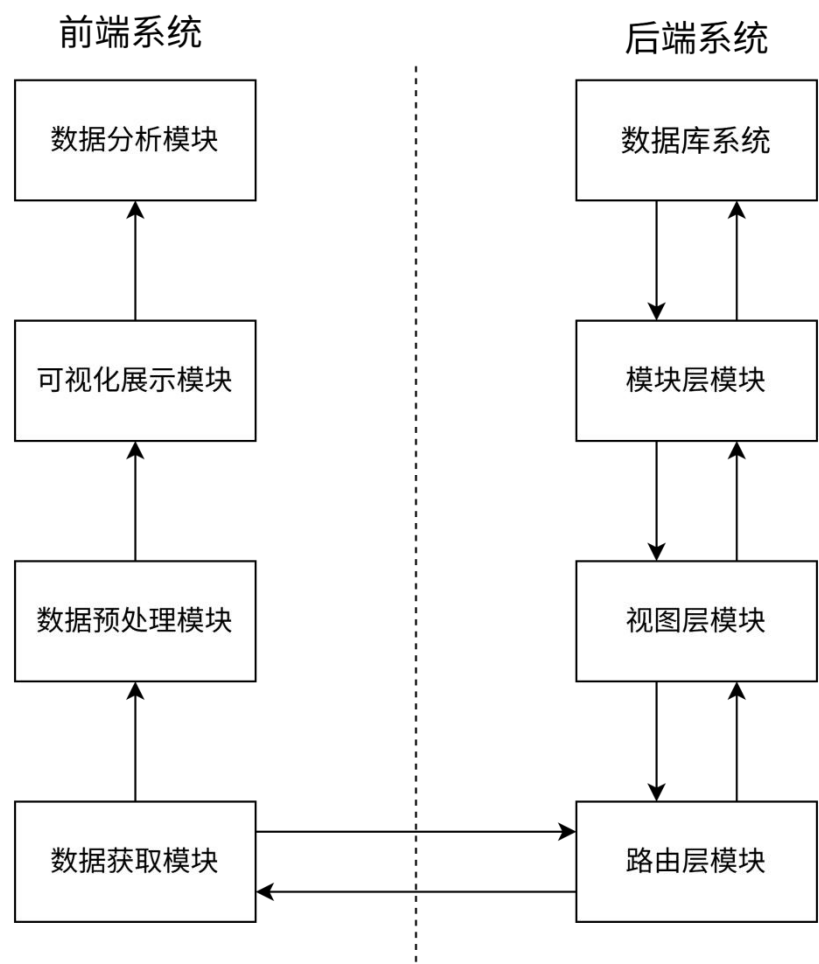 前端系统
后端系统
数据分析模块
数据库系统
可视化展示模块
模块层模块
数据预处理模块
视图层模块
数据获取模块
路由层模块